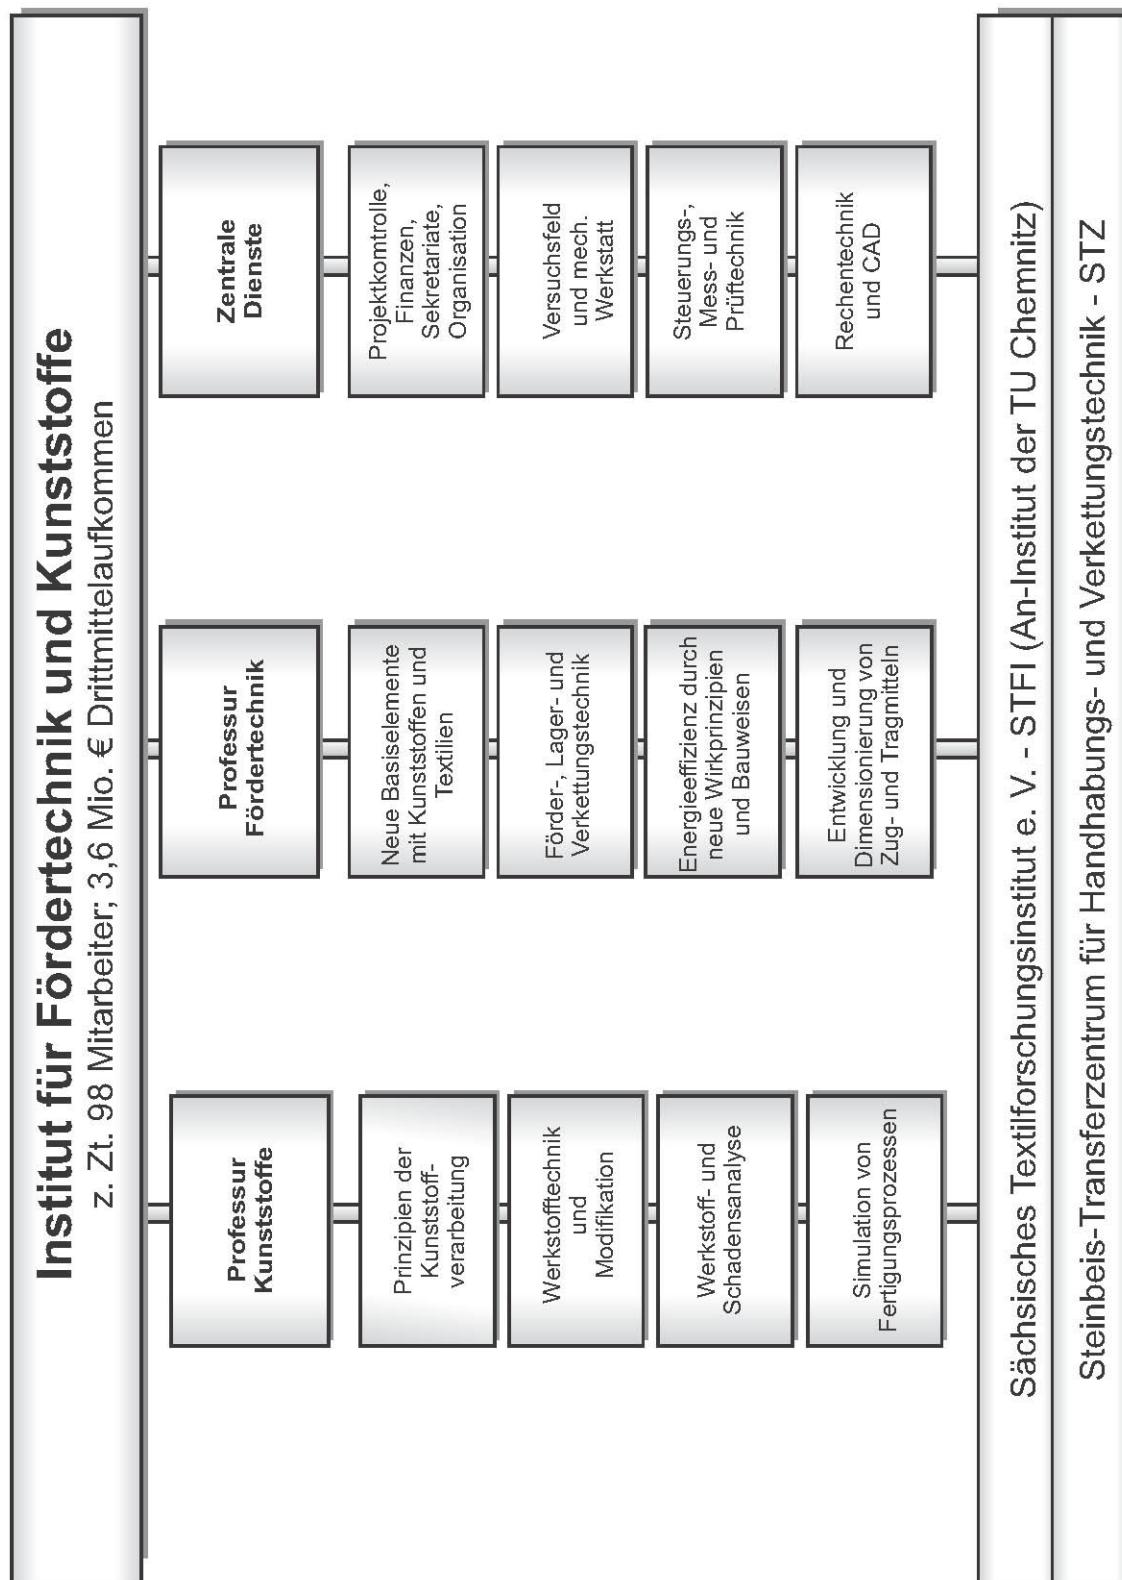 Institut für Fördertechnik und Kunststoffe
z. Zt. 98 Mitarbeiter; 3,6 Mio. € Drittmittelaufkommen
Professur
Kunststoffe
Prinzipien der
Kunststoff-
verarbeitung
Werkstofftechnik
und
Modifikation
Werkstoff- und
Schadensanalyse
Simulation von
Fertigungsprozessen
Professur
Fördertechnik
Neue Basiselemente
mit Kunststoffen und
Textilien
Förder-, Lager- und
Verkettungstechnik
Energieeffizienz durch
neue Wirkprinzipien
und Bauweisen
Entwicklung und
Dimensionierung von
Zug- und Tragmitteln
Zentrale
Dienste
Projektkontrolle,
Finanzen,
Sekretariate,
Organisation
Versuchsfeld
und mech.
Werkstatt
Steuerungs-,
Mess- und
Prüftechnik
Rechentechnik
und CAD
Sächsisches Textilforschungsinstitut e. V. - STFI (An-Institut der TU Chemnitz)
Steinbeis-Transferzentrum für Handhabungs- und Verkettungstechnik - STZ